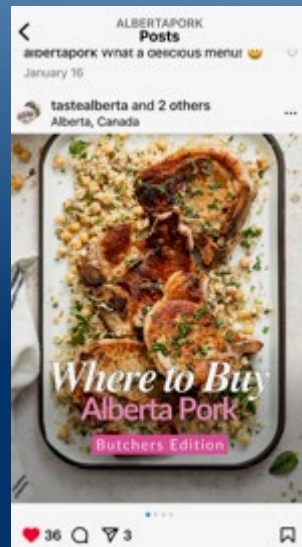 ALBERTAPORK
Posts
albertapork What a delicious menu! 😋
January 16
tastealberta and 2 others
Alberta, Canada
Where to Buy
Alberta Pork
Butchers Edition
36
3